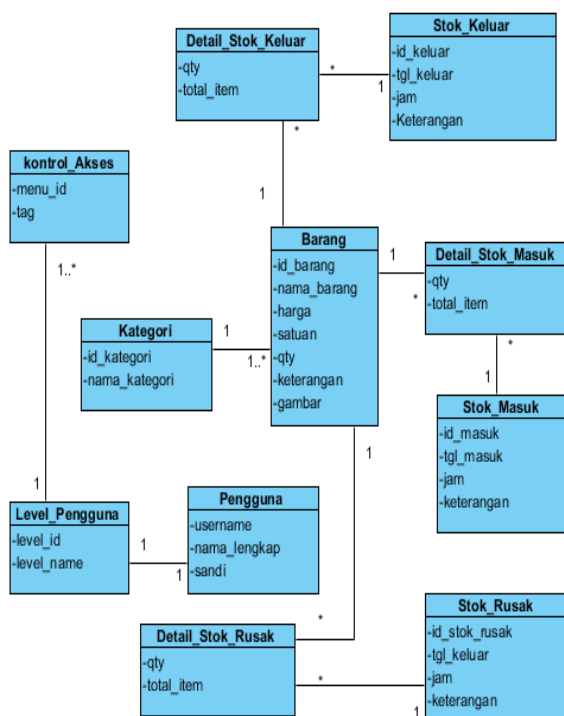 Detail_Stok_Keluar
-qty
-total_item
Stok_Keluar
-id_keluar
-tgl_keluar
-jam
-Keterangan
*
1
*
1
kontrol_Akses
-menu_id
-tag
1..*
1
Barang
-id_barang
-nama_barang
-harga
-satuan
-qty
-keterangan
-gambar
1
*
Detail_Stok_Masuk
-qty
-total_item
*
1
Kategori
-id_kategori
-nama_kategori
1
1..*
Stok_Masuk
-id_masuk
-tgl_masuk
-jam
-keterangan
1
*
Level_Pengguna
-level_id
-level_name
1
1
Pengguna
-username
-nama_lengkap
-sandi
Detail_Stok_Rusak
-qty
-total_item
*
1
Stok_Rusak
-id_stok_rusak
-tgl_keluar
-jam
-keterangan